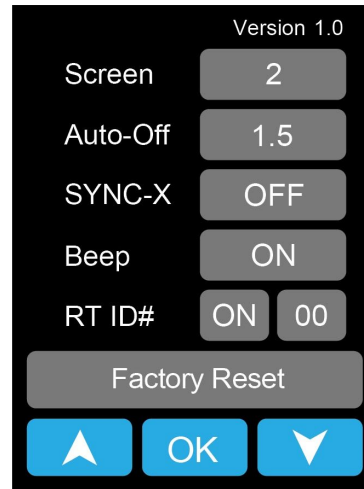 Version 1.0
Screen 2
Auto-Off 1.5
SYNC-X OFF
Beep ON
RT ID# ON 00
Factory Reset
OK